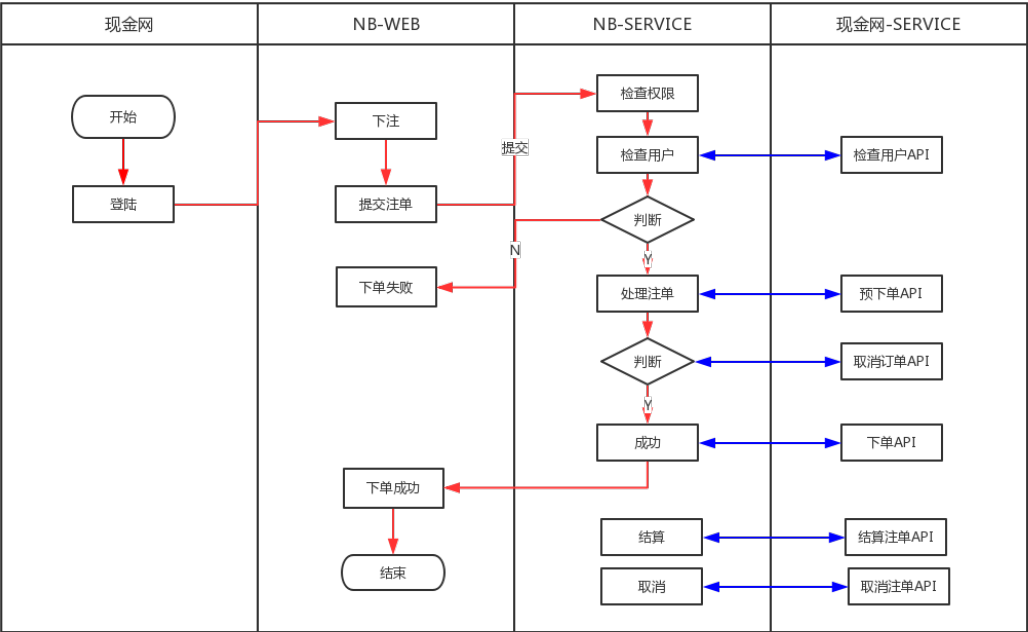 现金网
NB-WEB
NB-SERVICE
现金网-SERVICE
开始
登陆
下注
提交注单
提交
N
下单失败
下单成功
结束
检查权限
检查用户
判断
Y
处理注单
判断
Y
成功
结算
取消
检查用户API
预下单API
取消订单API
下单API
结算注单API
取消注单API